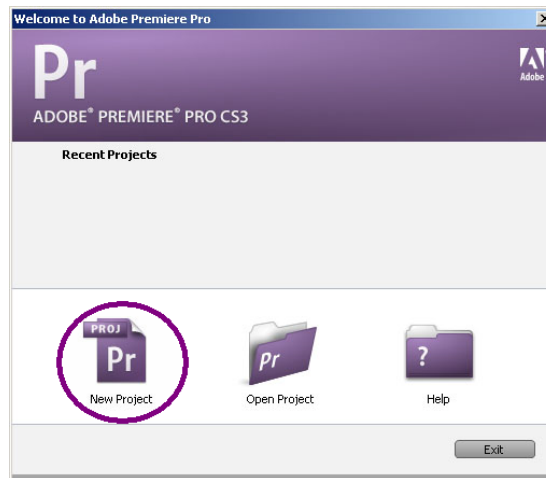 Welcome to Adobe Premiere Pro
X
Pr
Adobe
ADOBE® PREMIERE® PRO CS3
Recent Projects
PROJ
Pr
Pr
?
New Project
Open Project
Help
Exit